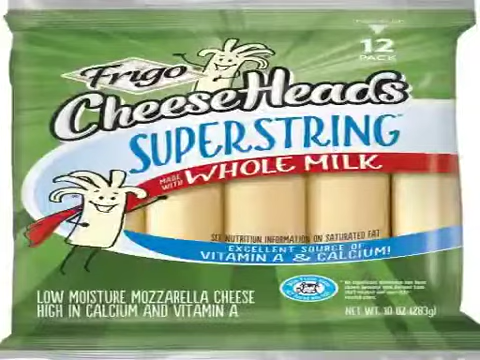 12
PACK
Frigo
CheeseHeads
SUPERSTRING
MADE
WITH
WHOLE MILK
SEE NUTRITION INFORMATION ON SATURATED FAT
EXCELLENT SOURCE OF
VITAMIN A & CALCIUM!
LOW MOISTURE MOZZARELLA CHEESE
HIGH IN CALCIUM AND VITAMIN A
NET WT. 10 OZ (283g)